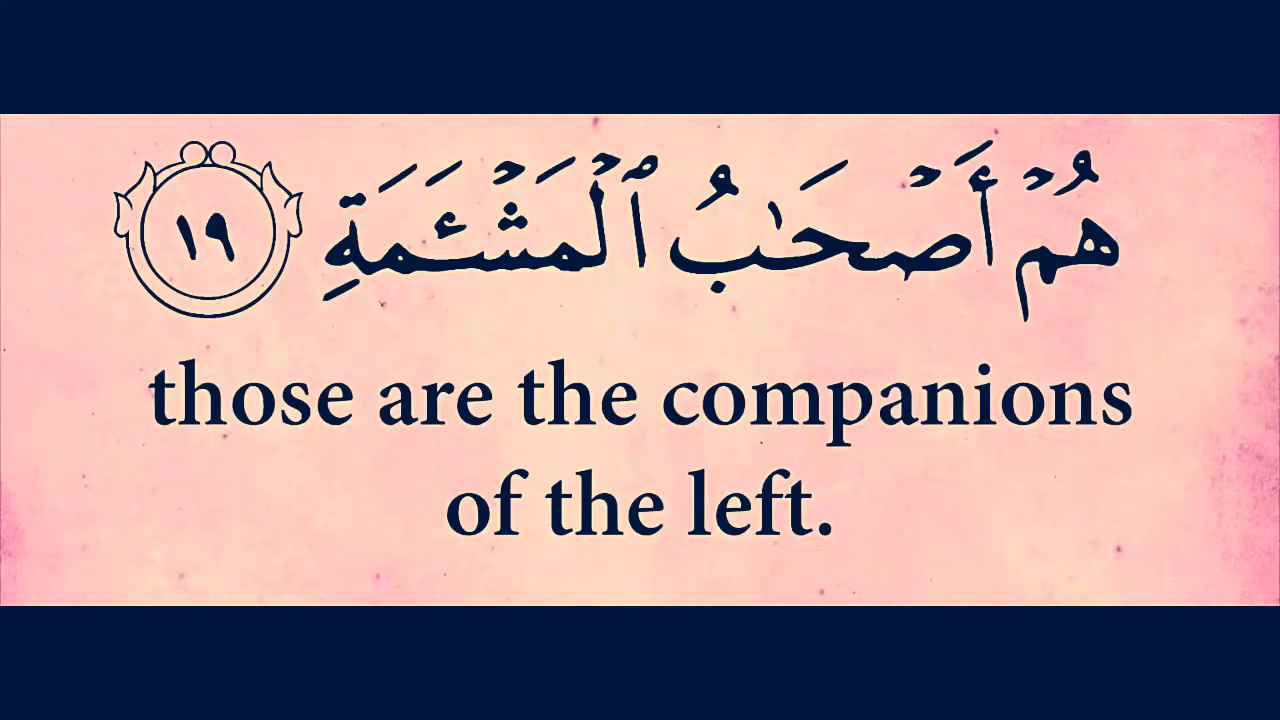 هُمۡ أَصۡحَـٰبُ ٱلۡمَشۡـَٔمَةِ ١٩
those are the companions
of the left.